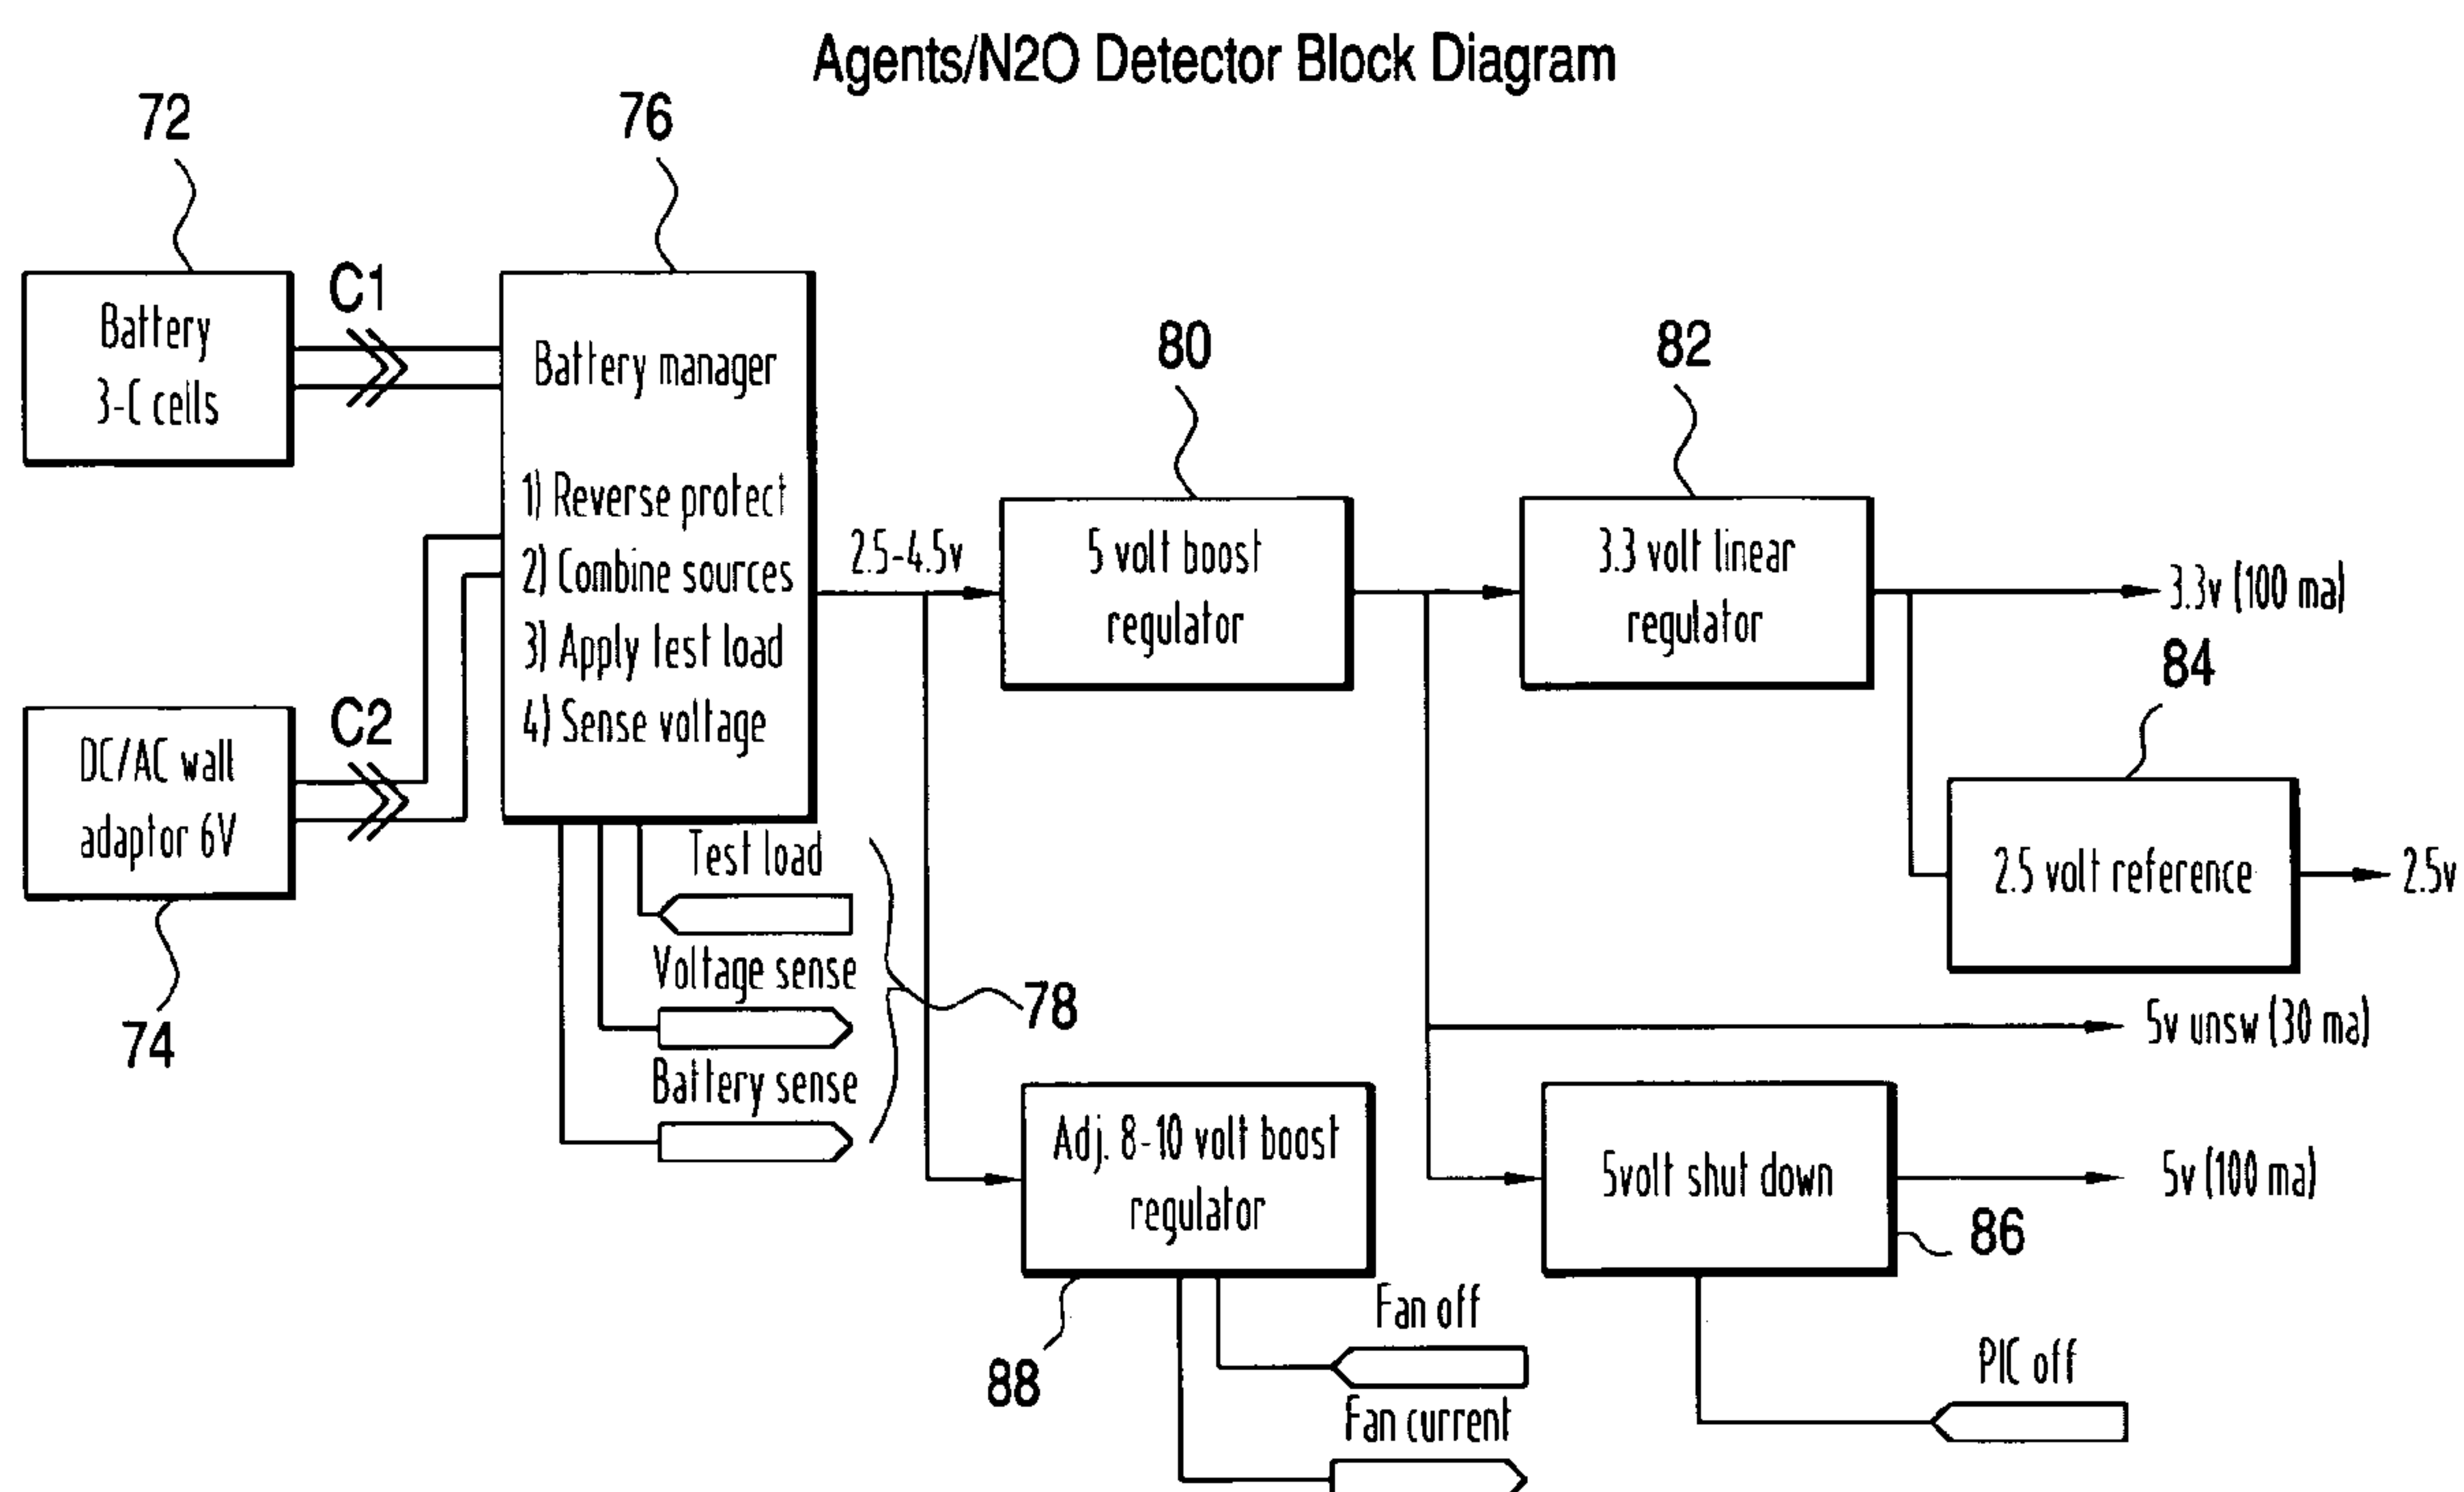 Agents/N2O Detector Block Diagram
72
76
C1
Battery
3-C cells
Battery manager
1) Reverse protect
2) Combine sources
3) Apply test load
4) Sense voltage
80
82
2.5-4.5v
5 volt boost
regulator
3.3 volt linear
regulator
3.3v (100 ma)
84
C2
DC/AC wall
adaptor 6V
74
Test load
Voltage sense
Battery sense
78
2.5 volt reference
2.5v
5v unsw (30 ma)
Adj. 8-10 volt boost
regulator
5volt shut down
5v (100 ma)
86
88
Fan off
Fan current
PIC off